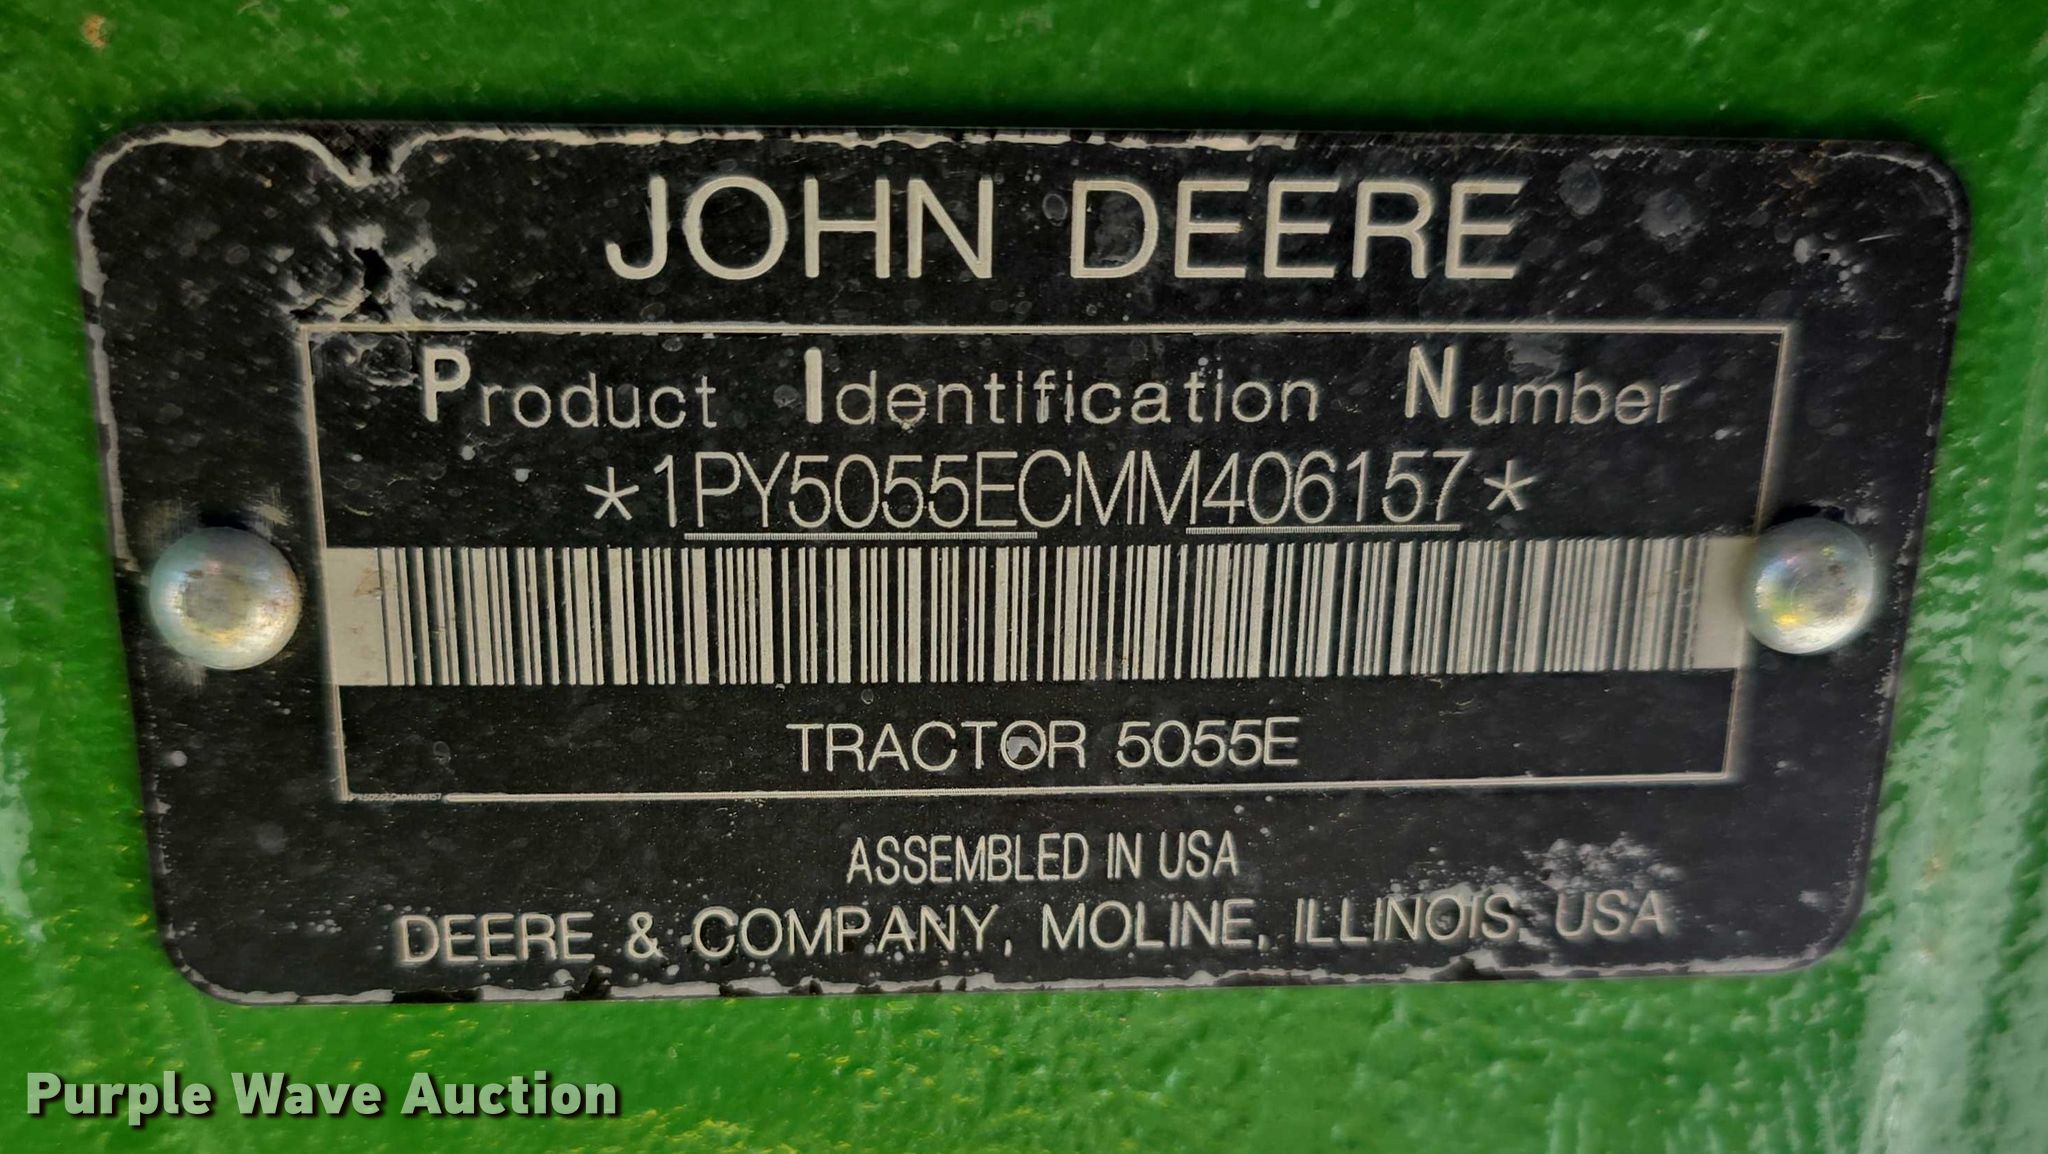 JOHN DEERE
Product Identification Number
*1PY5055ECMM406157*
TRACTOR 5055E
ASSEMBLED IN USA
DEERE & COMPANY, MOLINE, ILLINOIS, USA
Purple Wave Auction